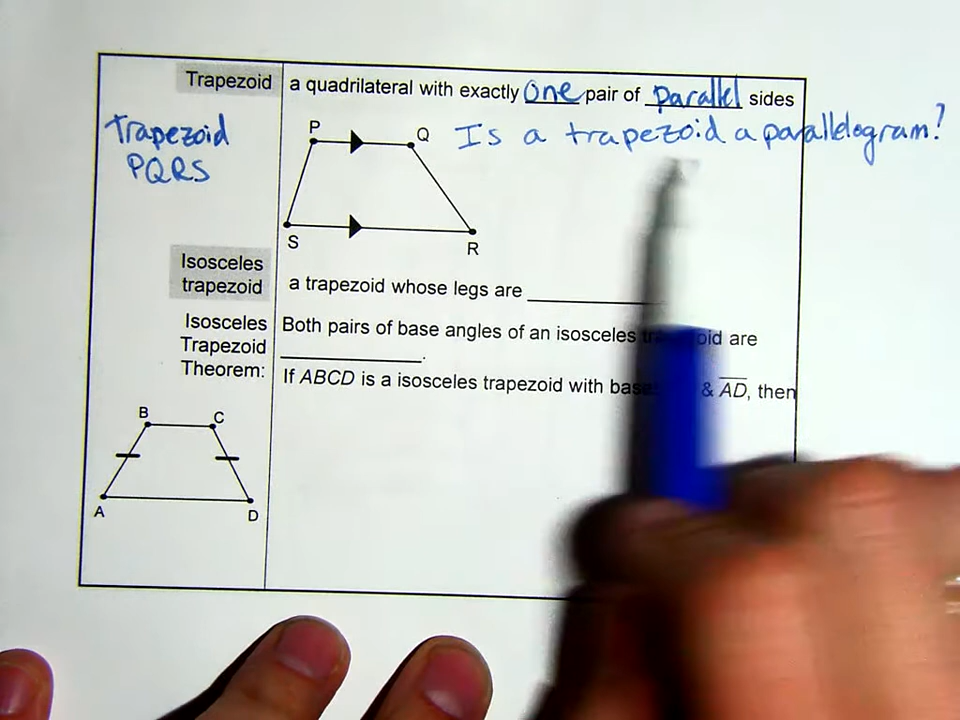 Trapezoid
a quadrilateral with exactly one pair of parallel sides
Trapezoid
PQRS
P
Q
Is a trapezoid a parallelogram?
S
R
Isosceles
trapezoid
a trapezoid whose legs are
Isosceles
Trapezoid
Theorem:
Both pairs of base angles of an isosceles trapezoid are
.
If ABCD is a isosceles trapezoid with & AD, then
B
C
A
D